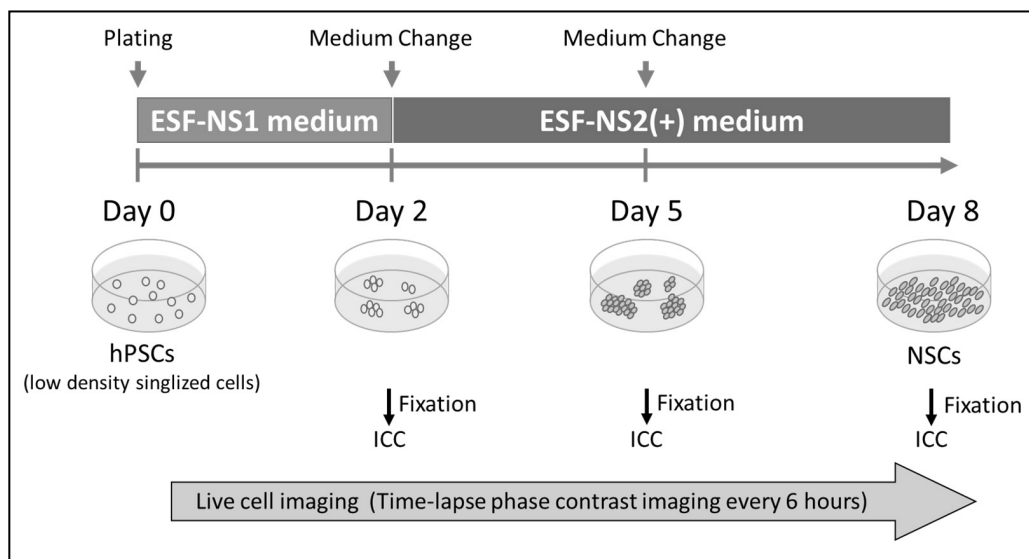 Plating
Medium Change
Medium Change
ESF-NS1 medium
ESF-NS2(+) medium
Day 0
Day 2
Day 5
Day 8
hPSCs
(low density singlized cells)
NSCs
Fixation
Fixation
Fixation
ICC
ICC
ICC
Live cell imaging (Time-lapse phase contrast imaging every 6 hours)